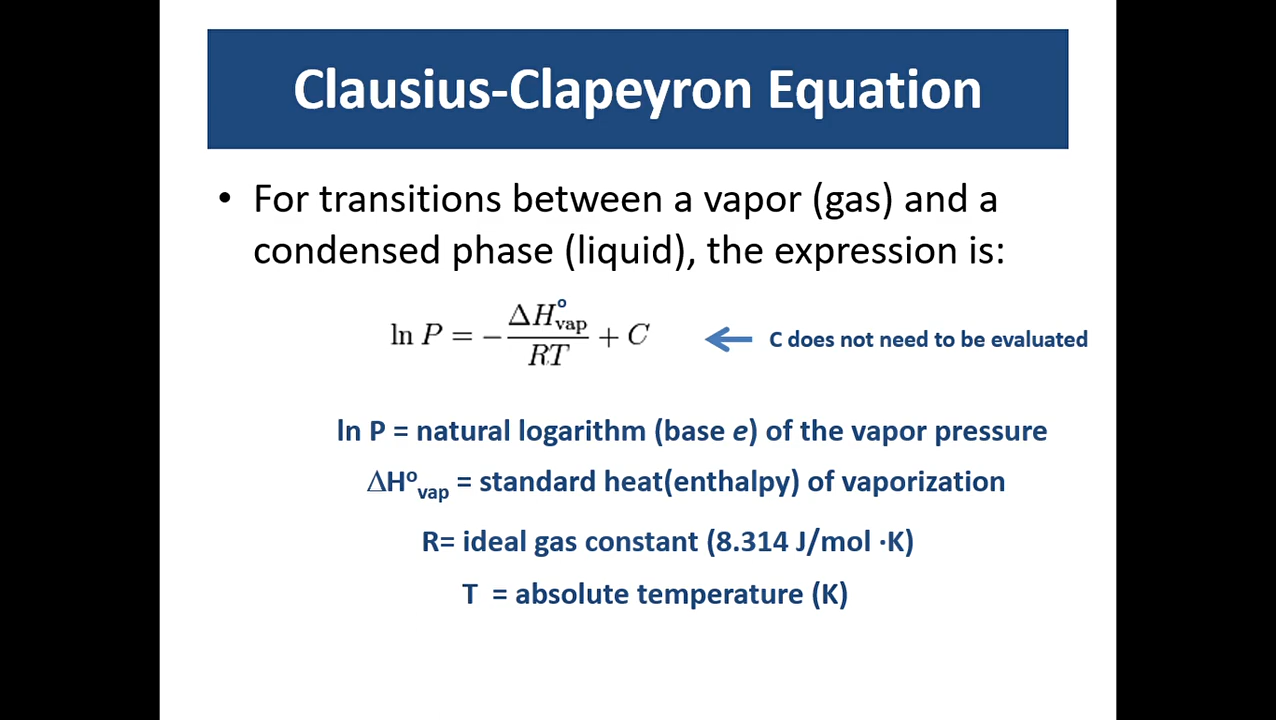 Clausius-Clapeyron Equation
• For transitions between a vapor (gas) and a
condensed phase (liquid), the expression is:
ln P = − ΔH°vap / RT + C
C does not need to be evaluated
ln P = natural logarithm (base e) of the vapor pressure
ΔHºvap = standard heat(enthalpy) of vaporization
R= ideal gas constant (8.314 J/mol ·K)
T = absolute temperature (K)